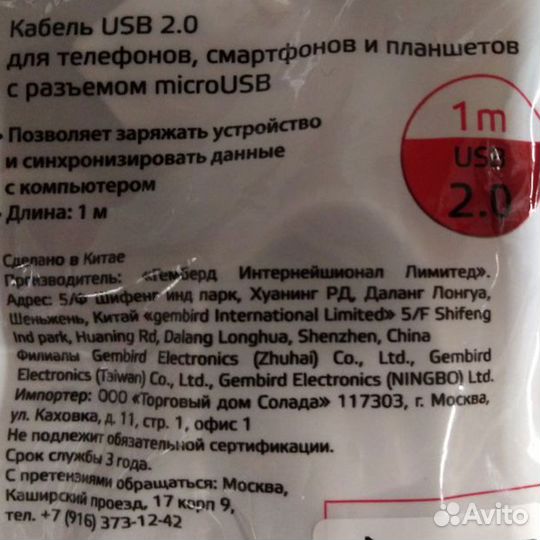 Кабель USB 2.0
для телефонов, смартфонов и планшетов
с разъемом microUSB
1m
USB
2.0
• Позволяет заряжать устройство
и синхронизировать данные
с компьютером
• Длина: 1 м
Сделано в Китае
Производитель: «Гемберд Интернейшионал Лимитед».
Адрес: 5/Ф Шифенг инд парк, Хуанинг РД, Даланг Лонгуа,
Шеньжень, Китай «gembird International Limited» 5/F Shifeng
Ind park, Huaning Rd, Dalang Longhua, Shenzhen, China
Филиалы Gembird Electronics (Zhuhai) Co., Ltd., Gembird
Electronics (Taiwan) Co., Ltd., Gembird Electronics (NINGBO) Ltd.
Импортер: ООО «Торговый дом Солада» 117303, г. Москва,
ул. Каховка, д. 11, стр. 1, офис 1
Не подлежит обязательной сертификации.
Срок службы 3 года.
С претензиями обращаться: Москва,
Каширский проезд, 17 корп 9,
тел. +7 (916) 373-12-42
Avito